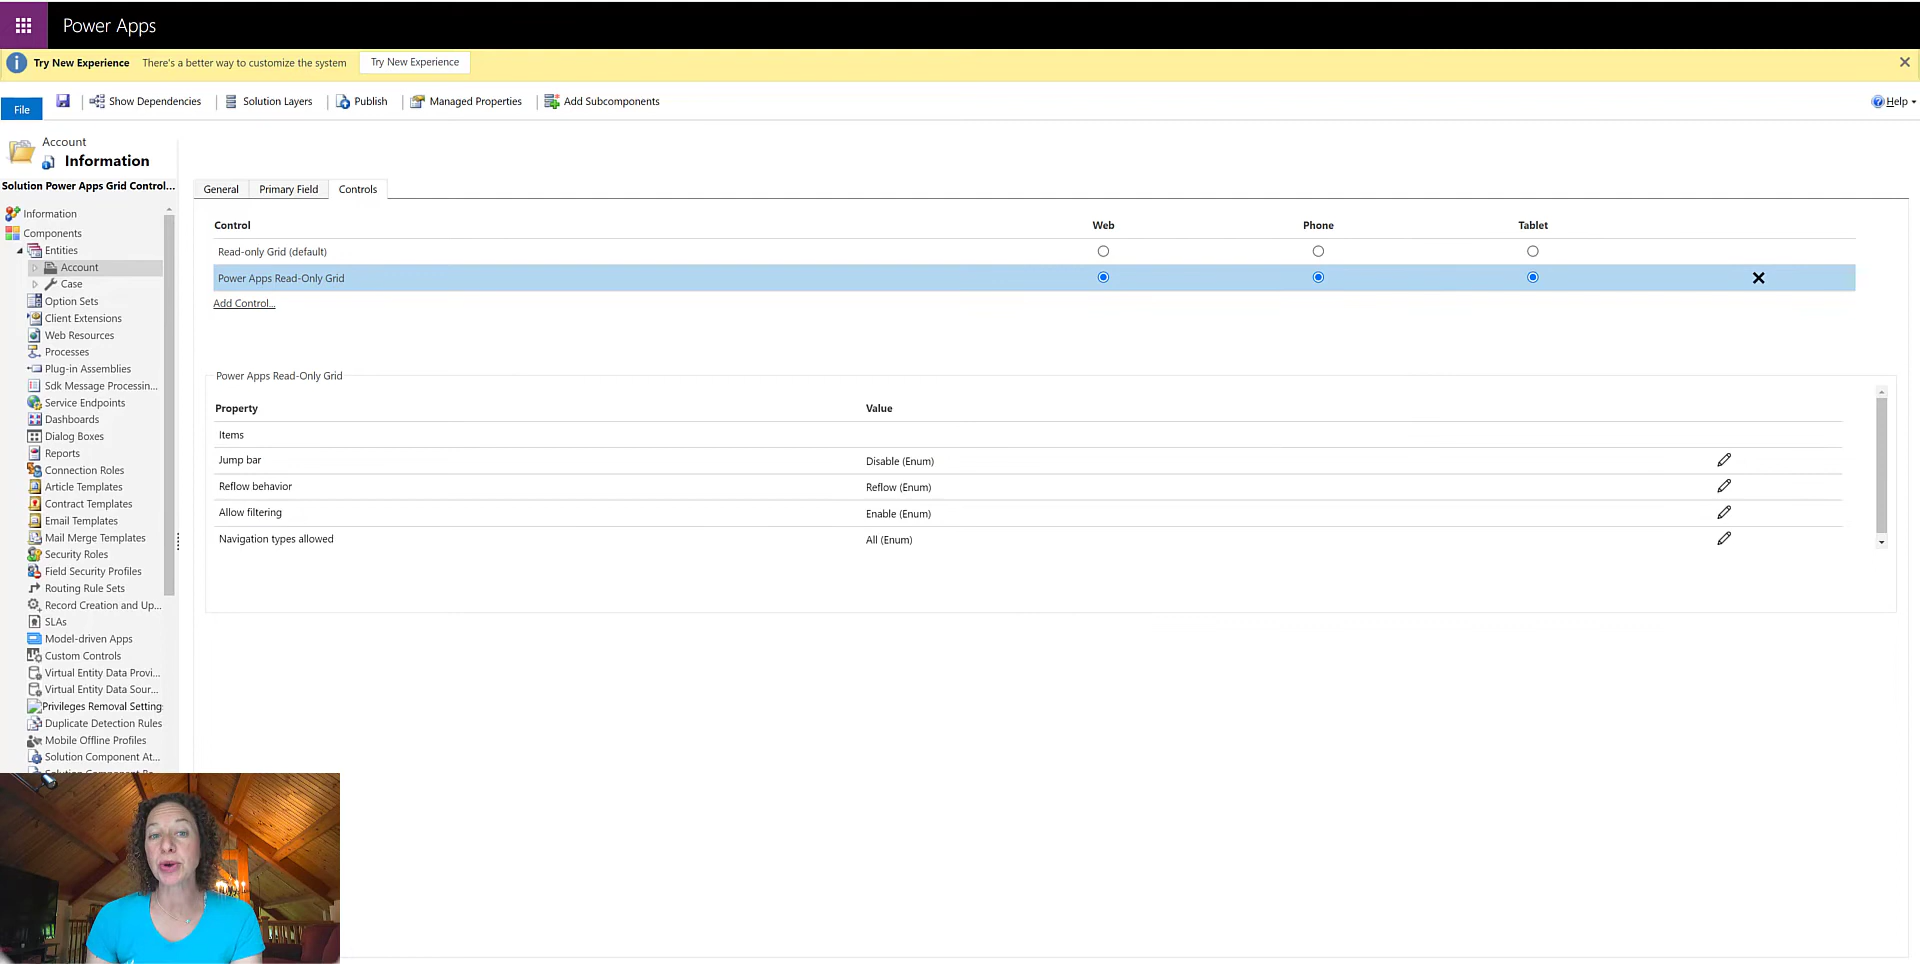 Power Apps
Try New Experience There's a better way to customize the system Try New Experience
File Show Dependencies Solution Layers Publish Managed Properties Add Subcomponents Help
Account
Information
Solution Power Apps Grid Control...
Information
Components
Entities
Account
Case
Option Sets
Client Extensions
Web Resources
Processes
Plug-in Assemblies
Sdk Message Processin...
Service Endpoints
Dashboards
Dialog Boxes
Reports
Connection Roles
Article Templates
Contract Templates
Email Templates
Mail Merge Templates
Security Roles
Field Security Profiles
Routing Rule Sets
Record Creation and Up...
SLAs
Model-driven Apps
Custom Controls
Virtual Entity Data Provi...
Virtual Entity Data Sour...
Privileges Removal Setting
Duplicate Detection Rules
Mobile Offline Profiles
Solution Component At...
General Primary Field Controls
Control Web Phone Tablet
Read-only Grid (default)
Power Apps Read-Only Grid
Add Control...
Power Apps Read-Only Grid
Property Value
Items
Jump bar Disable (Enum)
Reflow behavior Reflow (Enum)
Allow filtering Enable (Enum)
Navigation types allowed All (Enum)